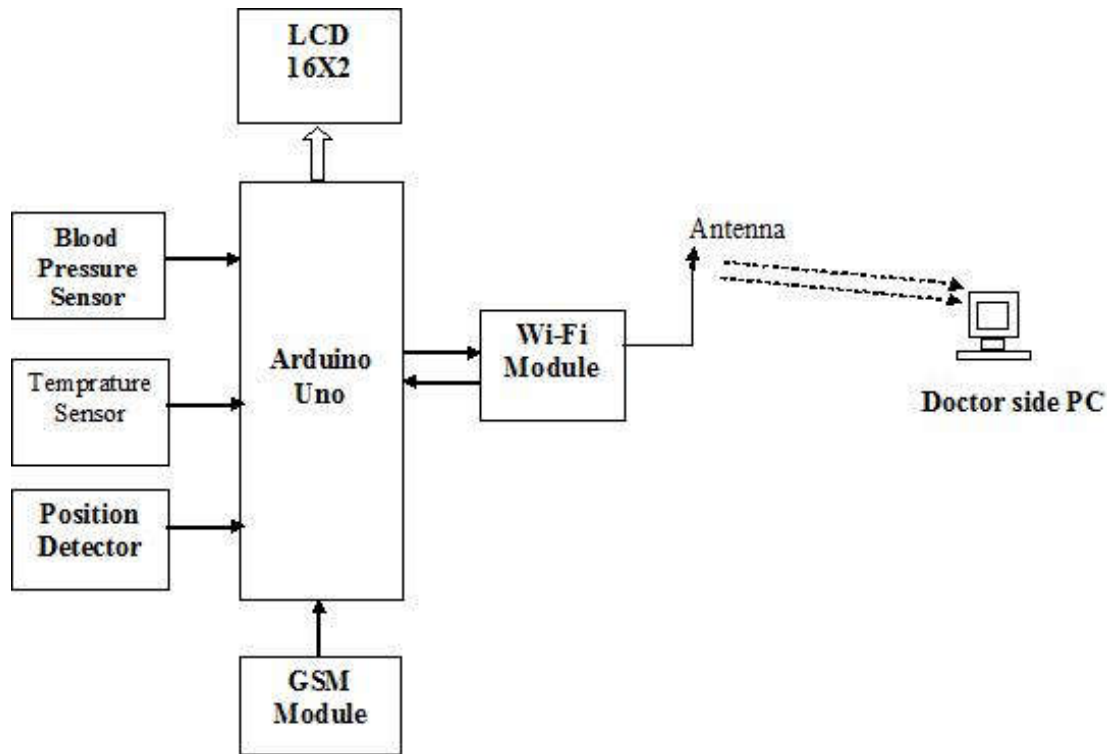 LCD
16X2
Blood
Pressure
Sensor
Antenna
Arduino
Uno
Wi-Fi
Module
Temprature
Sensor
Doctor side PC
Position
Detector
GSM
Module